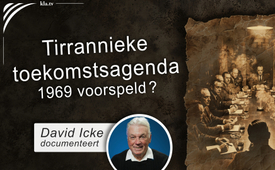 kla.tv
Tirrannieke
toekomstsagenda
1969 voorspeld?
David Icke
documenteert